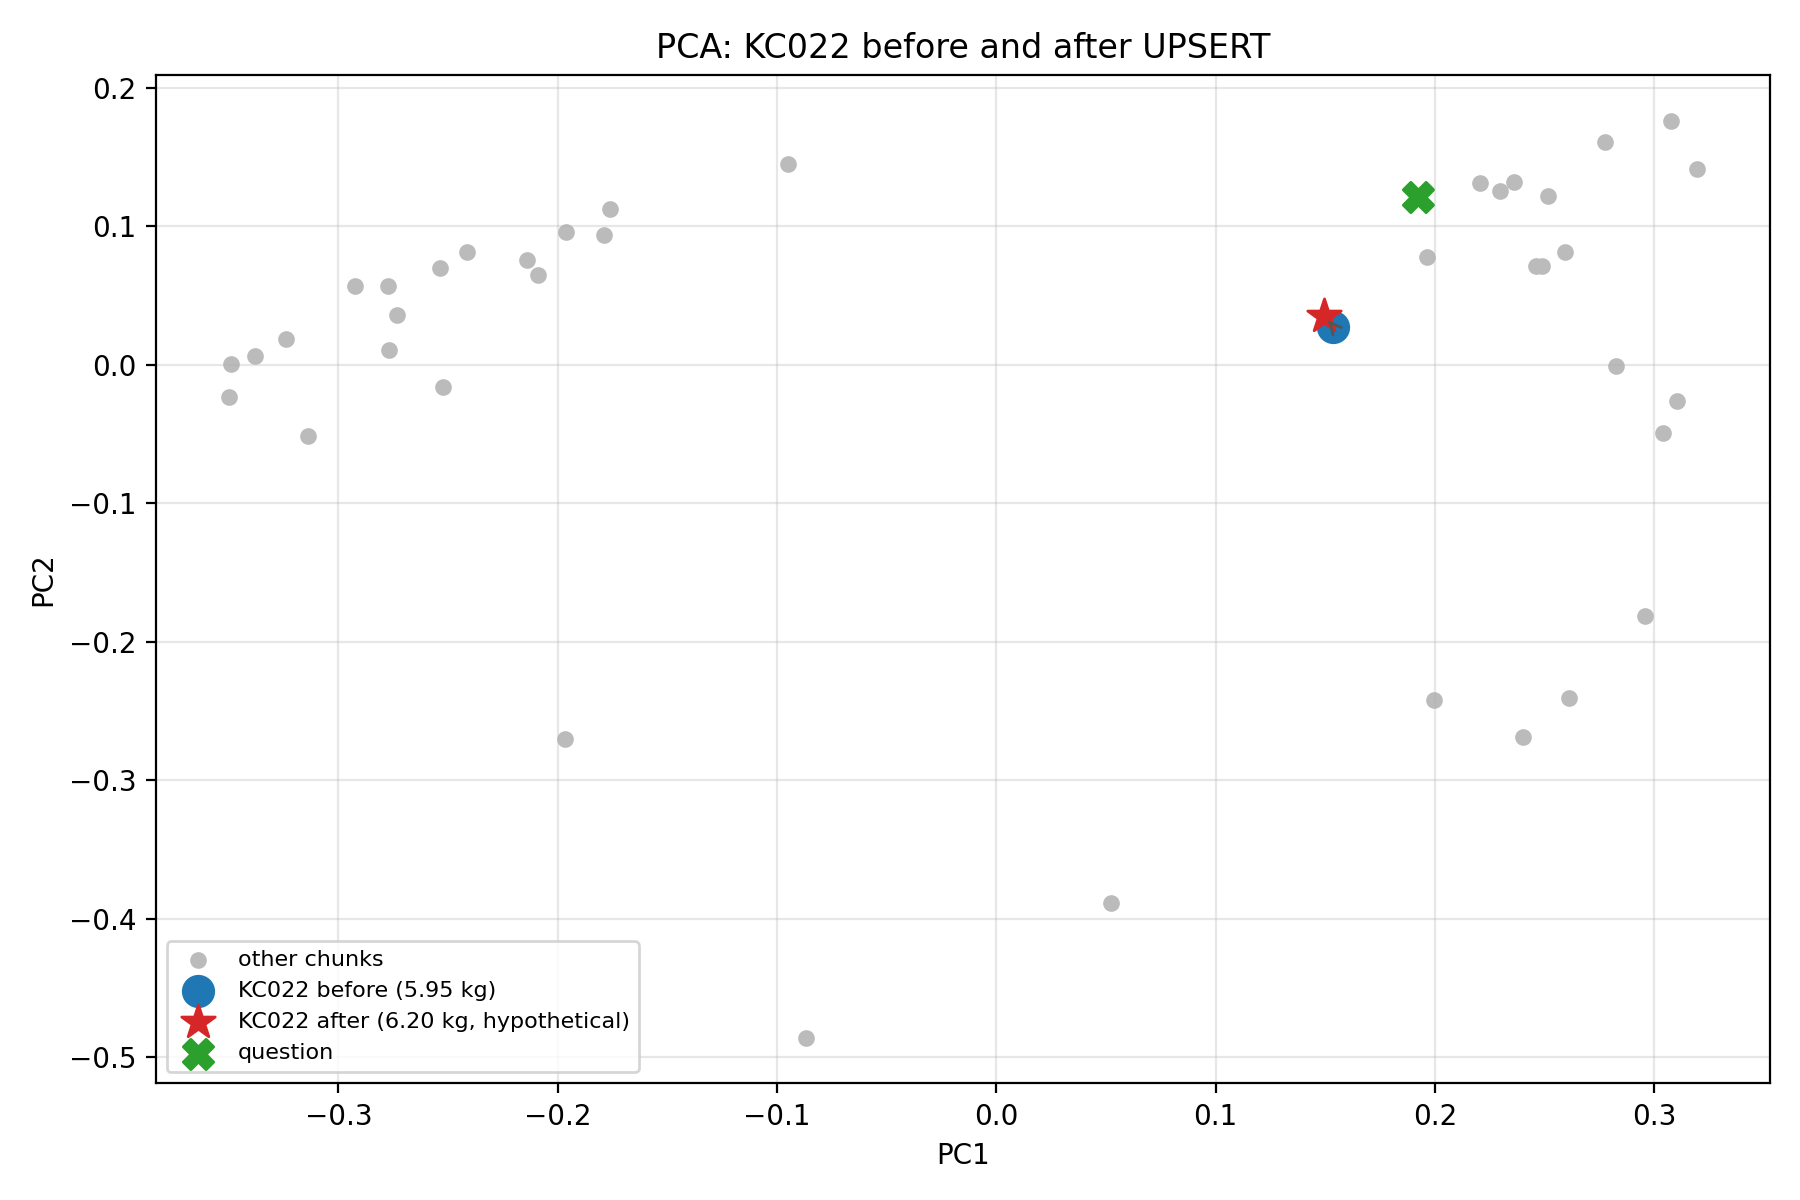 PCA: KC022 before and after UPSERT
0.2
0.1
0.0
−0.1
−0.2
−0.3
−0.4
−0.5
PC2
other chunks
KC022 before (5.95 kg)
KC022 after (6.20 kg, hypothetical)
question
−0.3 −0.2 −0.1 0.0 0.1 0.2 0.3
PC1